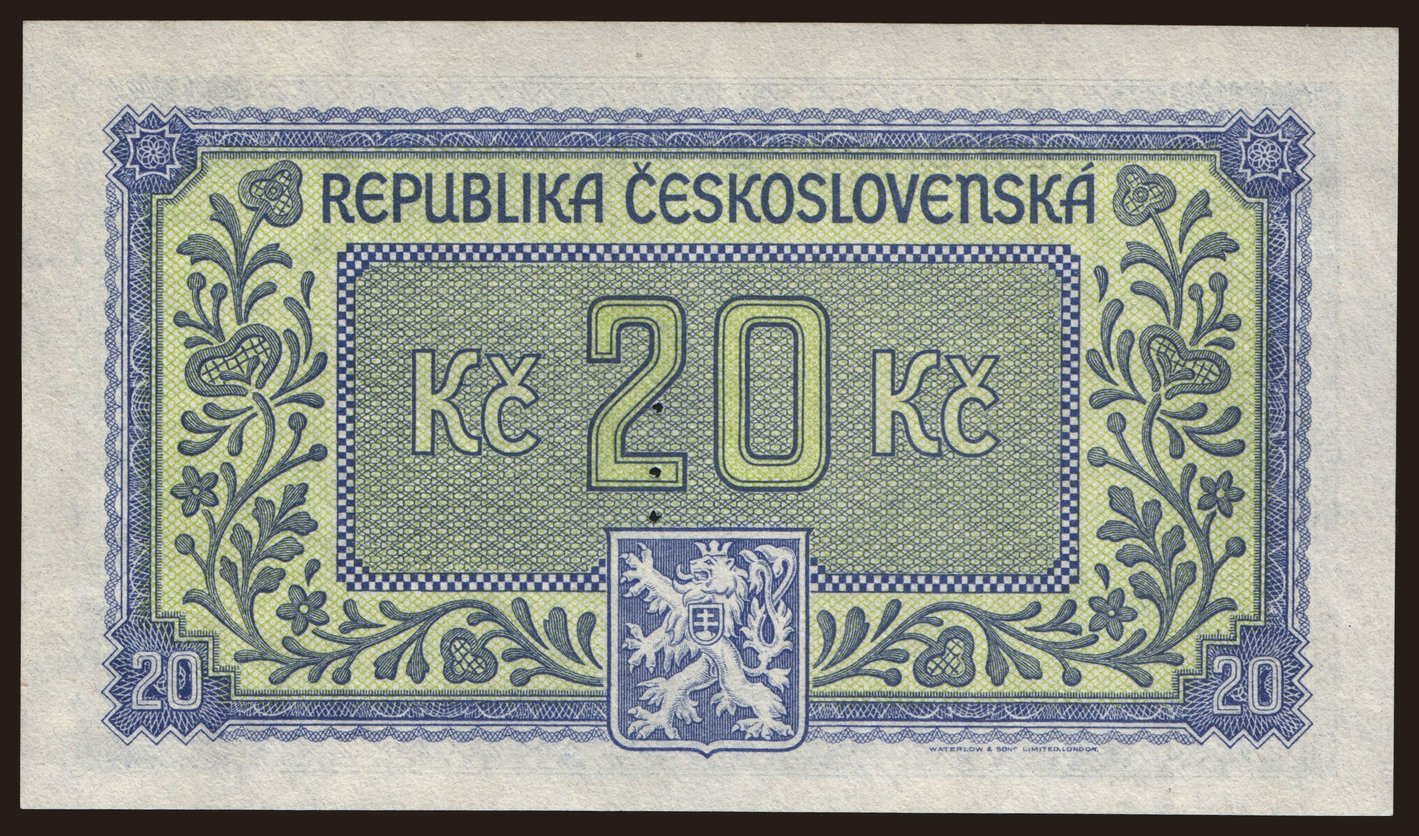 REPUBLIKA ČESKOSLOVENSKÁ
Kč 20 Kč
20 20
WATERLOW & SONS LIMITED, LONDON.